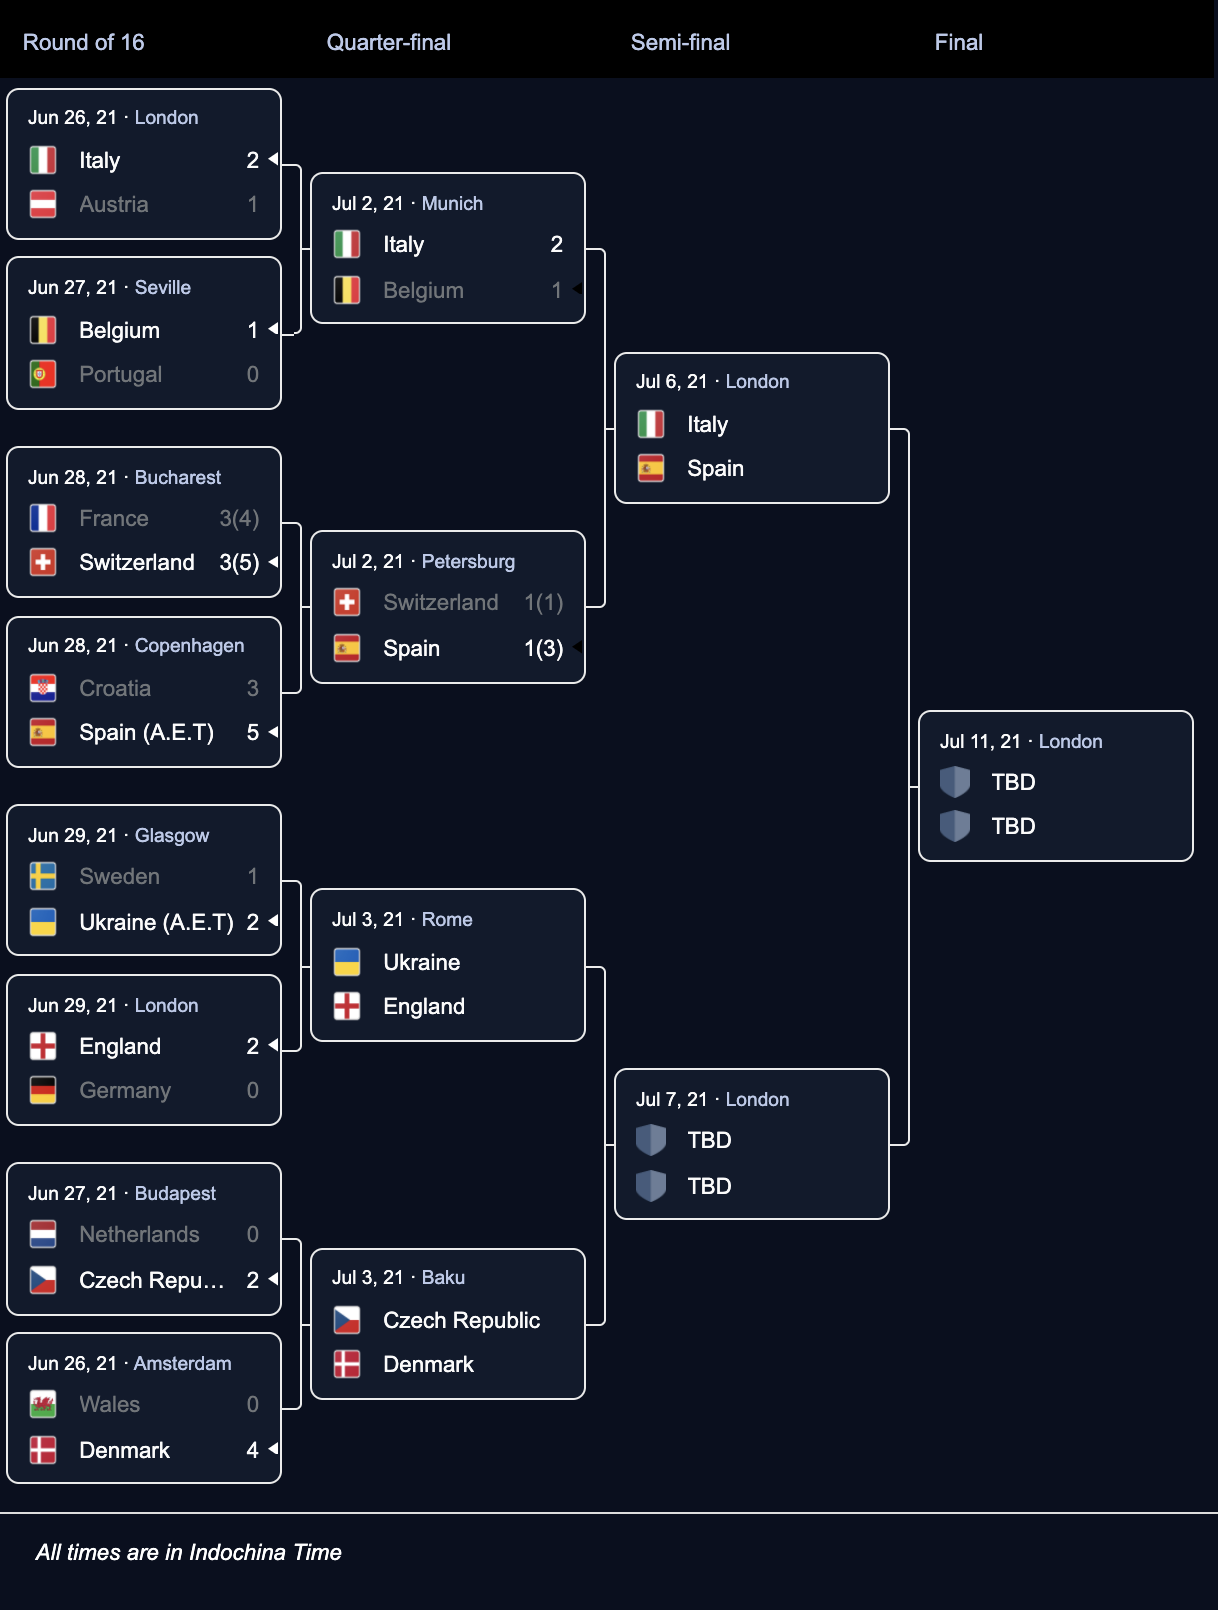 Round of 16
Quarter-final
Semi-final
Final
Jun 26, 21 · London
Italy 2
Austria 1
Jun 27, 21 · Seville
Belgium 1
Portugal 0
Jun 28, 21 · Bucharest
France 3(4)
Switzerland 3(5)
Jun 28, 21 · Copenhagen
Croatia 3
Spain (A.E.T) 5
Jun 29, 21 · Glasgow
Sweden 1
Ukraine (A.E.T) 2
Jun 29, 21 · London
England 2
Germany 0
Jun 27, 21 · Budapest
Netherlands 0
Czech Repu... 2
Jun 26, 21 · Amsterdam
Wales 0
Denmark 4
Jul 2, 21 · Munich
Italy 2
Belgium 1
Jul 2, 21 · Petersburg
Switzerland 1(1)
Spain 1(3)
Jul 3, 21 · Rome
Ukraine
England
Jul 3, 21 · Baku
Czech Republic
Denmark
Jul 6, 21 · London
Italy
Spain
Jul 7, 21 · London
TBD
TBD
Jul 11, 21 · London
TBD
TBD
All times are in Indochina Time